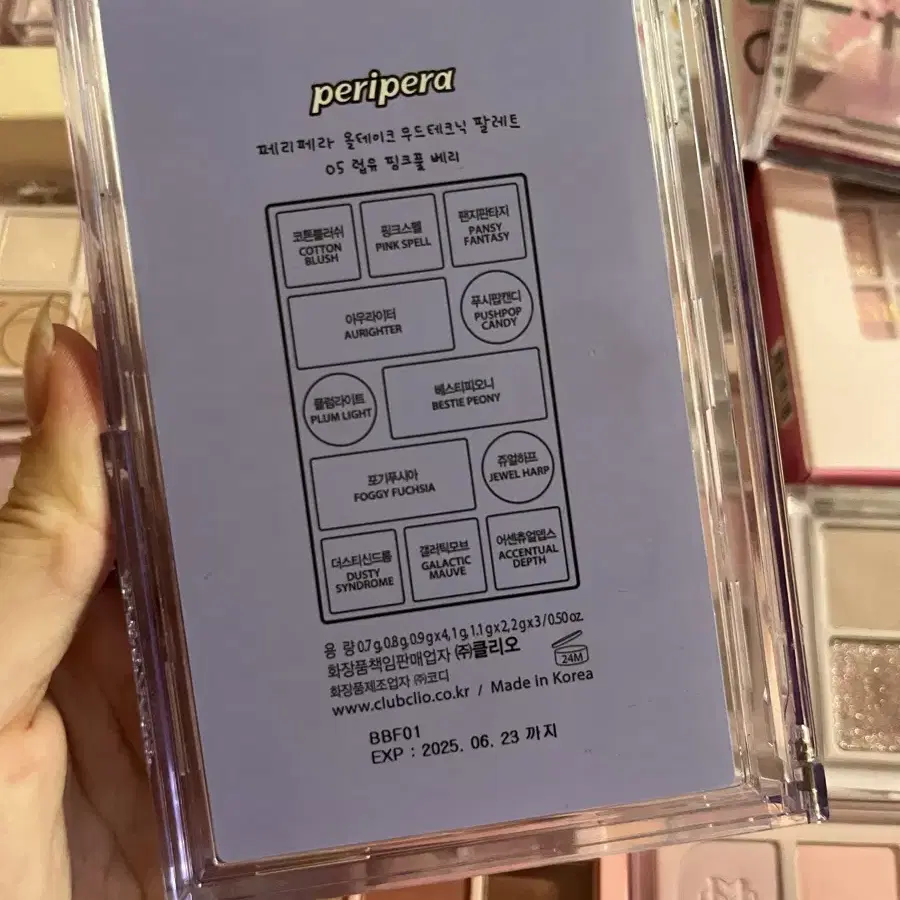 peripera
페리페라 올테이크 무드테크닉 팔레트
05 럽유 핑크풀 베리
코튼블러쉬
COTTON
BLUSH
핑크스펠
PINK SPELL
팬지판타지
PANSY
FANTASY
아우라이터
AURIGHTER
푸시팝캔디
PUSHPOP
CANDY
플럼라이트
PLUM LIGHT
베스티피오니
BESTIE PEONY
포기푸시아
FOGGY FUCHSIA
쥬얼하프
JEWEL HARP
더스티신드롬
DUSTY
SYNDROME
갤러틱모브
GALACTIC
MAUVE
어센츄얼뎁스
ACCENTUAL
DEPTH
용 량 0.7g, 0.8g, 0.9g x 4, 1g, 1.1g x 2, 2g x 3 / 0.50 oz.
화장품책임판매업자 ㈜클리오
24M
화장품제조업자 ㈜코디
www.clubclio.co.kr / Made in Korea
BBF01
EXP : 2025. 06. 23 까지